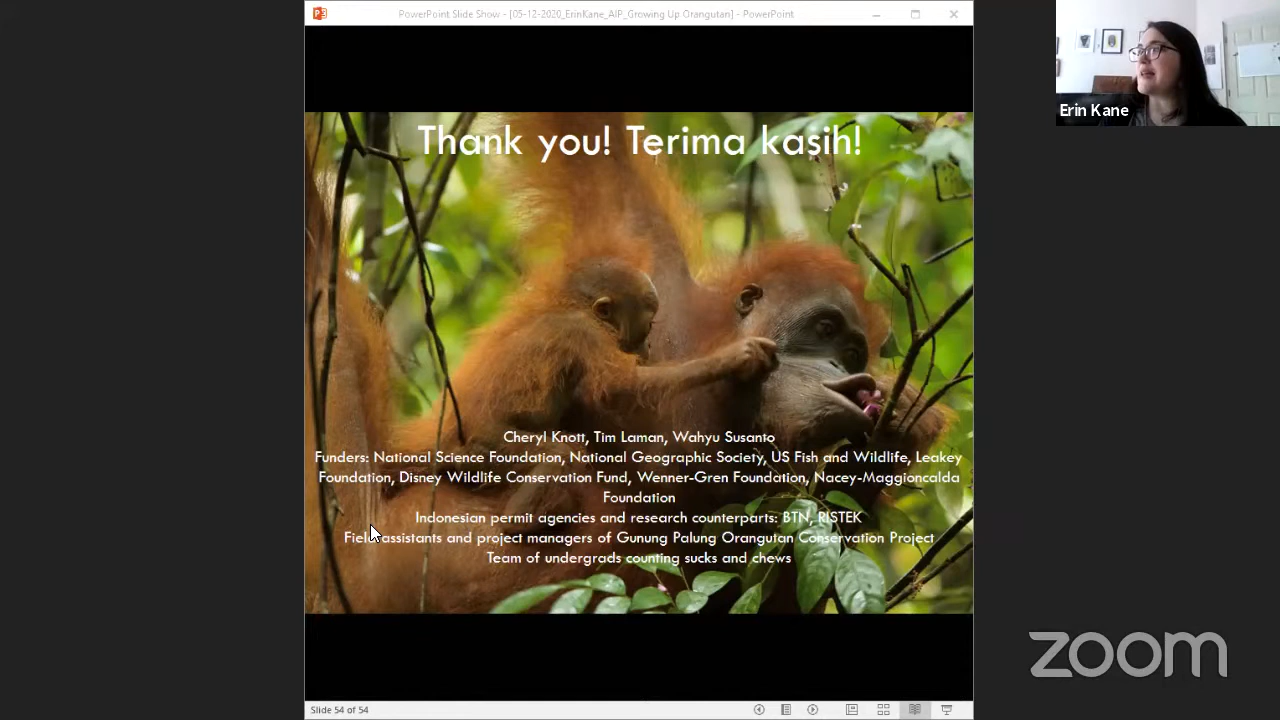 PowerPoint Slide Show - [05-12-2020_ErinKane_AIP_Growing Up Orangutan] - PowerPoint
Erin Kane
Thank you! Terima kasih!
Cheryl Knott, Tim Laman, Wahyu Susanto
Funders: National Science Foundation, National Geographic Society, US Fish and Wildlife, Leakey
Foundation, Disney Wildlife Conservation Fund, Wenner-Gren Foundation, Nacey-Maggioncalda
Foundation
Indonesian permit agencies and research counterparts: BTN, RISTEK
Field assistants and project managers of Gunung Palung Orangutan Conservation Project
Team of undergrads counting sucks and chews
zoom
Slide 54 of 54